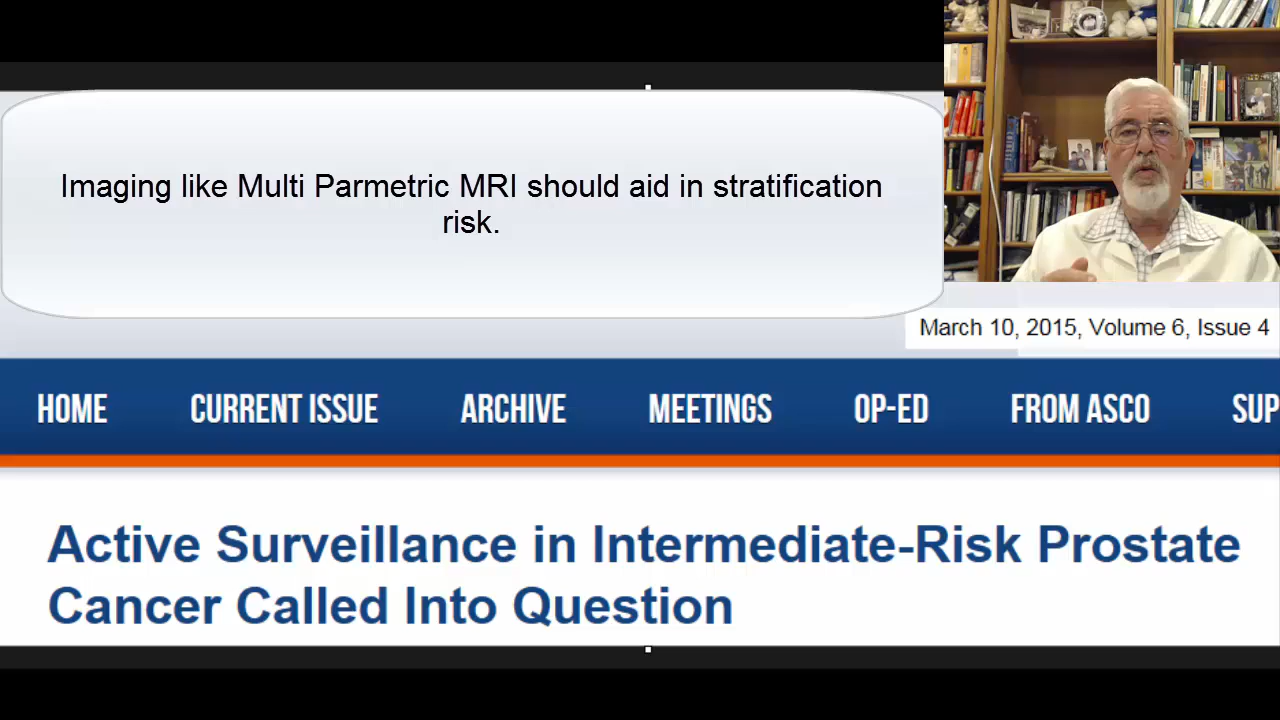 Imaging like Multi Parmetric MRI should aid in stratification
risk.
March 10, 2015, Volume 6, Issue 4
HOME CURRENT ISSUE ARCHIVE MEETINGS OP-ED FROM ASCO SUP
Active Surveillance in Intermediate-Risk Prostate
Cancer Called Into Question